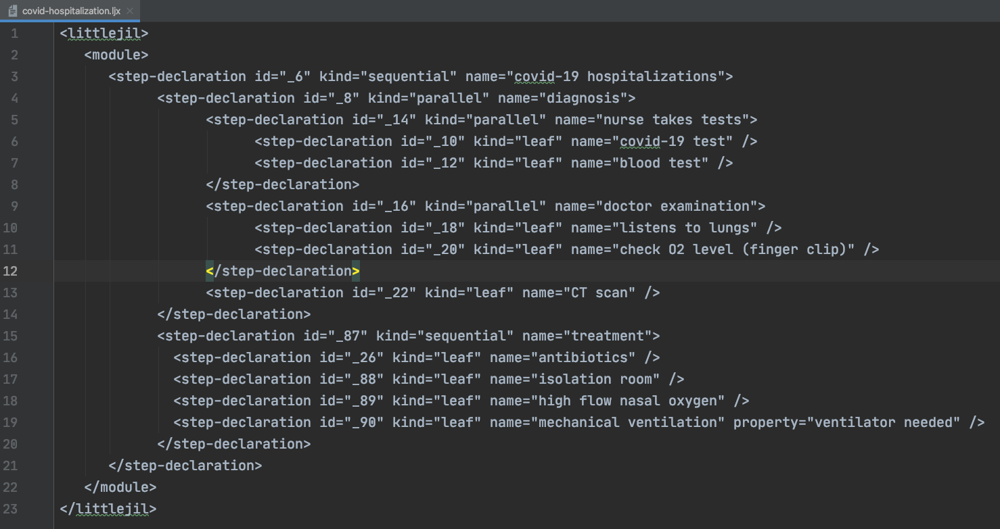 covid-hospitalization.ljx
1 <littlejil>
2 <module>
3 <step-declaration id="_6" kind="sequential" name="covid-19 hospitalizations">
4 <step-declaration id="_8" kind="parallel" name="diagnosis">
5 <step-declaration id="_14" kind="parallel" name="nurse takes tests">
6 <step-declaration id="_10" kind="leaf" name="covid-19 test" />
7 <step-declaration id="_12" kind="leaf" name="blood test" />
8 </step-declaration>
9 <step-declaration id="_16" kind="parallel" name="doctor examination">
10 <step-declaration id="_18" kind="leaf" name="listens to lungs" />
11 <step-declaration id="_20" kind="leaf" name="check O2 level (finger clip)" />
12 </step-declaration>
13 <step-declaration id="_22" kind="leaf" name="CT scan" />
14 </step-declaration>
15 <step-declaration id="_87" kind="sequential" name="treatment">
16 <step-declaration id="_26" kind="leaf" name="antibiotics" />
17 <step-declaration id="_88" kind="leaf" name="isolation room" />
18 <step-declaration id="_89" kind="leaf" name="high flow nasal oxygen" />
19 <step-declaration id="_90" kind="leaf" name="mechanical ventilation" property="ventilator needed" />
20 </step-declaration>
21 </step-declaration>
22 </module>
23 </littlejil>